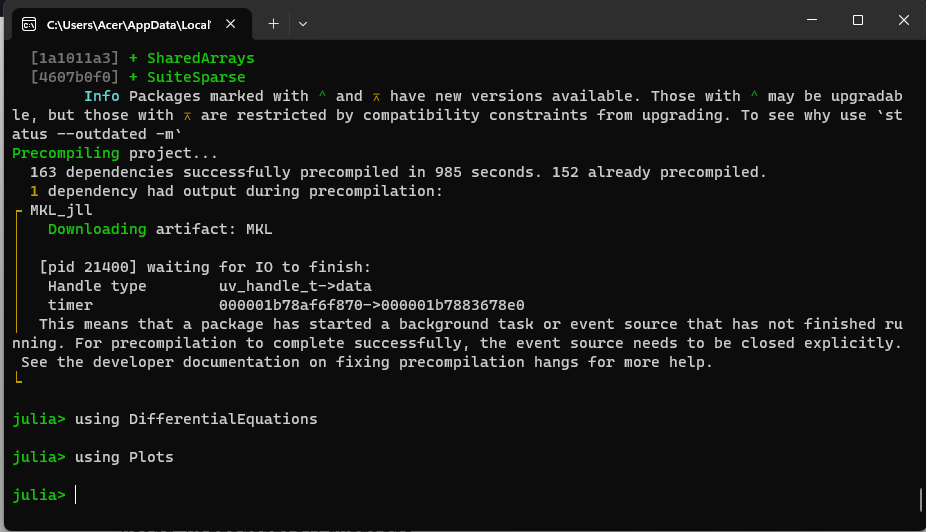 C:\Users\Acer\AppData\Local\
[1a1011a3] + SharedArrays
[4607b0f0] + SuiteSparse
Info Packages marked with ⌃ and ⌅ have new versions available. Those with ⌃ may be upgradab
le, but those with ⌅ are restricted by compatibility constraints from upgrading. To see why use `st
atus --outdated -m`
Precompiling project...
163 dependencies successfully precompiled in 985 seconds. 152 already precompiled.
1 dependency had output during precompilation:
┌ MKL_jll
│ Downloading artifact: MKL
│
│ [pid 21400] waiting for IO to finish:
│ Handle type uv_handle_t->data
│ timer 000001b78af6f870->000001b7883678e0
│ This means that a package has started a background task or event source that has not finished ru
nning. For precompilation to complete successfully, the event source needs to be closed explicitly.
See the developer documentation on fixing precompilation hangs for more help.
└
julia> using DifferentialEquations
julia> using Plots
julia>